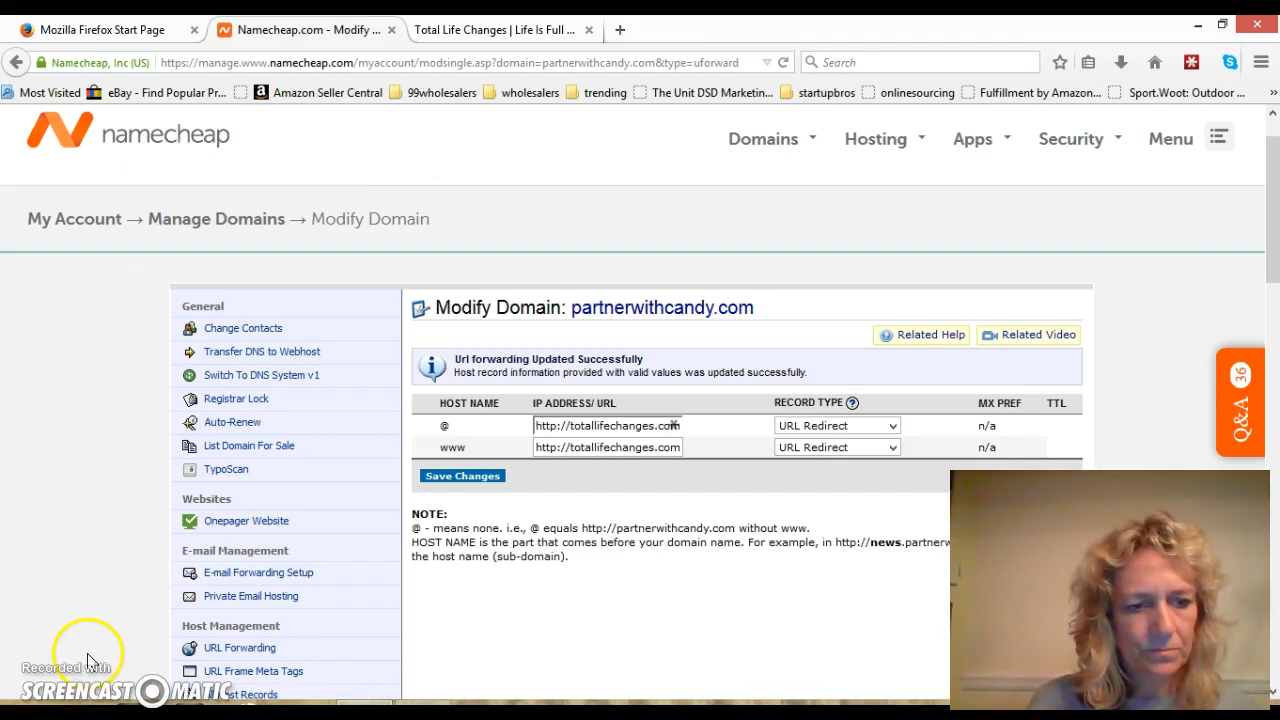 Mozilla Firefox Start Page
Namecheap.com - Modify ...
Total Life Changes | Life Is Full ...
Namecheap, Inc (US)
https://manage.www.namecheap.com/myaccount/modsingle.asp?domain=partnerwithcandy.com&type=uforward
Search
Most Visited
eBay - Find Popular Pr...
Amazon Seller Central
99wholesalers
wholesalers
trending
The Unit DSD Marketin...
startupbros
onlinesourcing
Fulfillment by Amazon...
Sport.Woot: Outdoor ...
namecheap
Domains
Hosting
Apps
Security
Menu
My Account → Manage Domains → Modify Domain
General
Change Contacts
Transfer DNS to Webhost
Switch To DNS System v1
Registrar Lock
Auto-Renew
List Domain For Sale
TypoScan
Websites
Onepager Website
E-mail Management
E-mail Forwarding Setup
Private Email Hosting
Host Management
URL Forwarding
URL Frame Meta Tags
Modify Domain: partnerwithcandy.com
Related Help
Related Video
Url forwarding Updated Successfully
Host record information provided with valid values was updated successfully.
HOST NAME IP ADDRESS/ URL RECORD TYPE MX PREF TTL
@ http://totallifechanges.com URL Redirect n/a
www http://totallifechanges.com URL Redirect n/a
Save Changes
NOTE:
@ - means none. i.e., @ equals http://partnerwithcandy.com without www.
HOST NAME is the part that comes before your domain name. For example, in http://news.partnerw
the host name (sub-domain).
Q&A 36
Recorded with
SCREENCAST MATIC